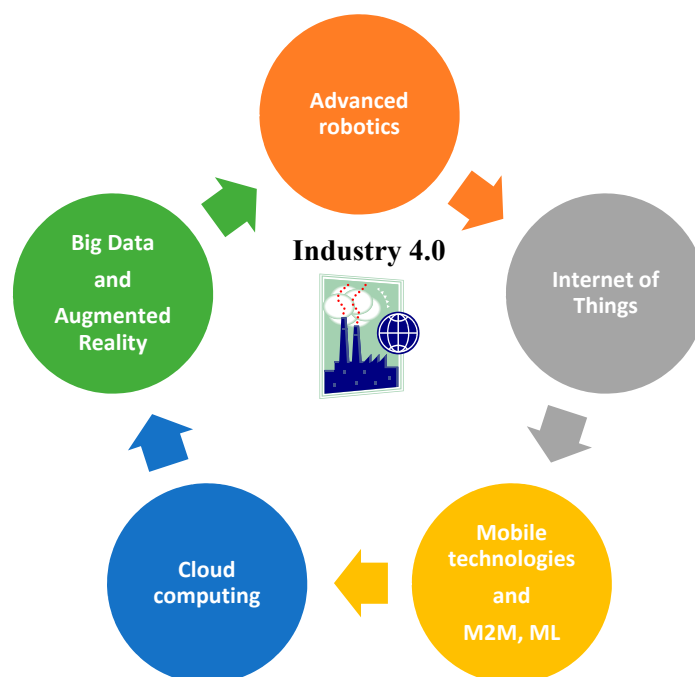 Advanced
robotics
Industry 4.0
Internet of
Things
Mobile
technologies
and
M2M, ML
Cloud
computing
Big Data
and
Augmented
Reality